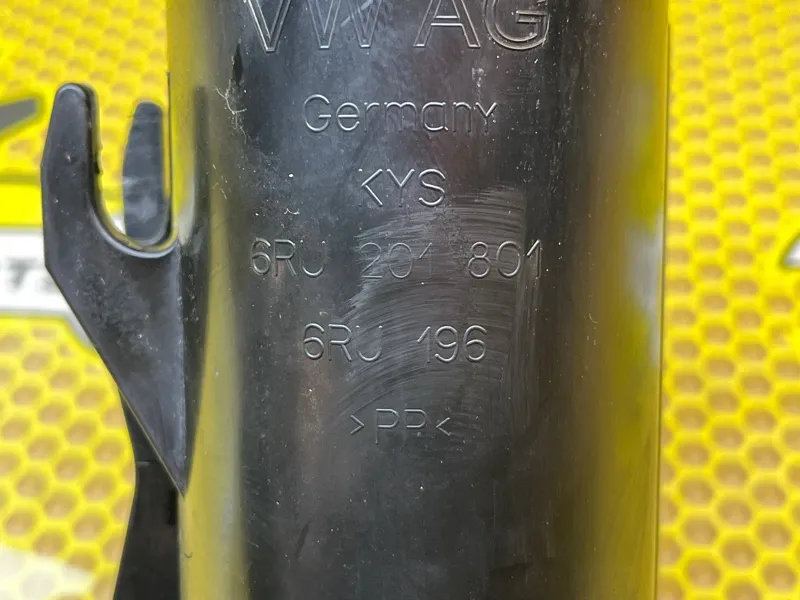 VW AG
Germany
KYS
6RU 201 801
6RU 196
>PP<